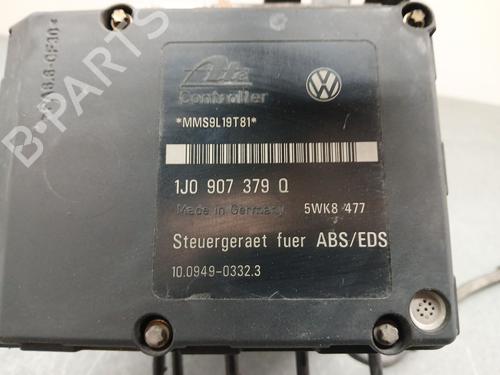 B-PARTS
Ate
Controller
*MMS9L19T81*
1J0 907 379 Q
Made in Germany 5WK8 477
Steuergeraet fuer ABS/EDS
10.0949-0332.3